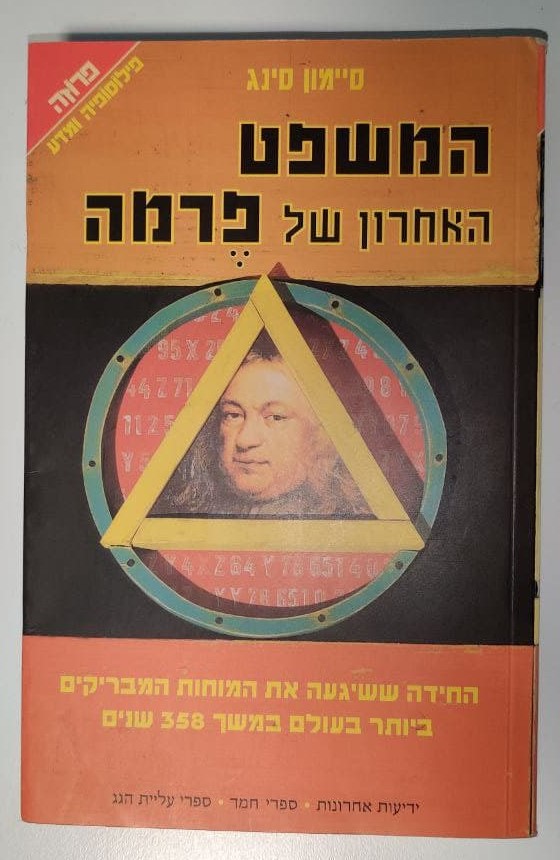 פרוזה
פילוסופיה ומדע
סיימון סינג
המשפט
האחרון של פֶרמה
החידה ששיגעה את המוחות המבריקים
ביותר בעולם במשך 358 שנים
ידיעות אחרונות • ספרי חמד • ספרי עליית הגג